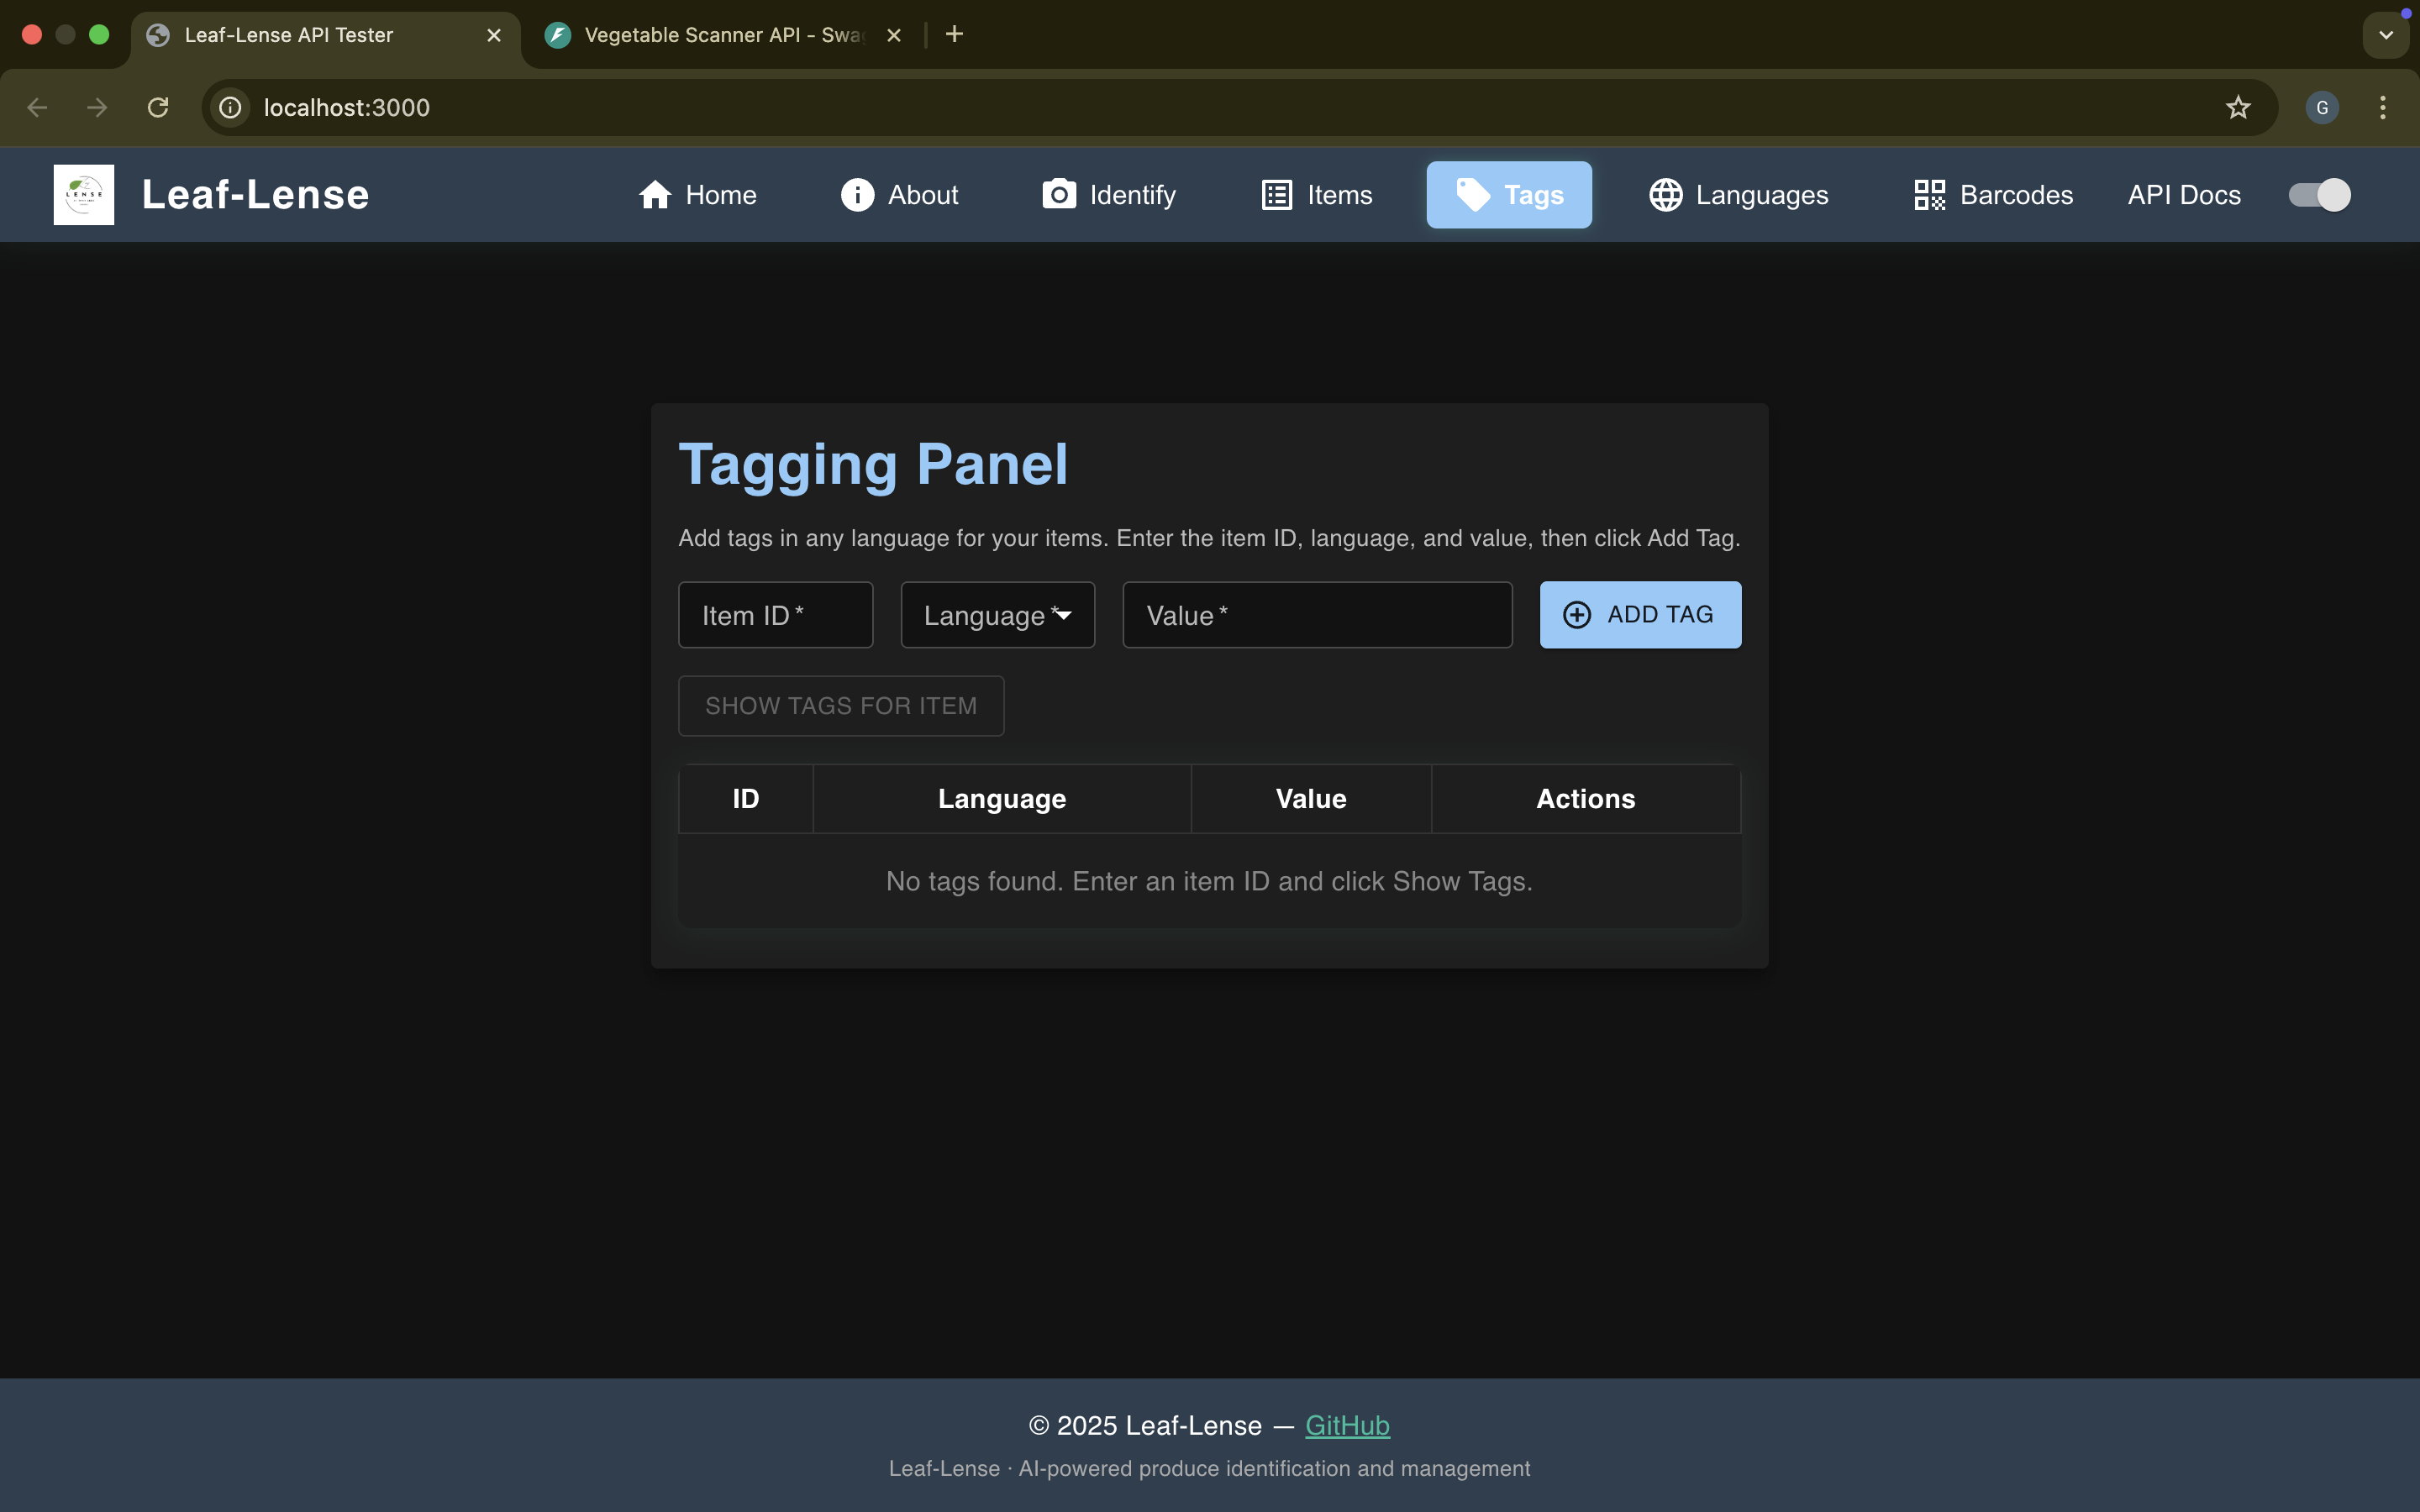 Leaf-Lense API Tester
Vegetable Scanner API - Swa
localhost:3000
G
LENSE
Leaf-Lense
Home
About
Identify
Items
Tags
Languages
Barcodes
API Docs
Tagging Panel
Add tags in any language for your items. Enter the item ID, language, and value, then click Add Tag.
Item ID *
Language *
Value *
ADD TAG
SHOW TAGS FOR ITEM
ID Language Value Actions
No tags found. Enter an item ID and click Show Tags.
© 2025 Leaf-Lense — GitHub
Leaf-Lense · AI-powered produce identification and management